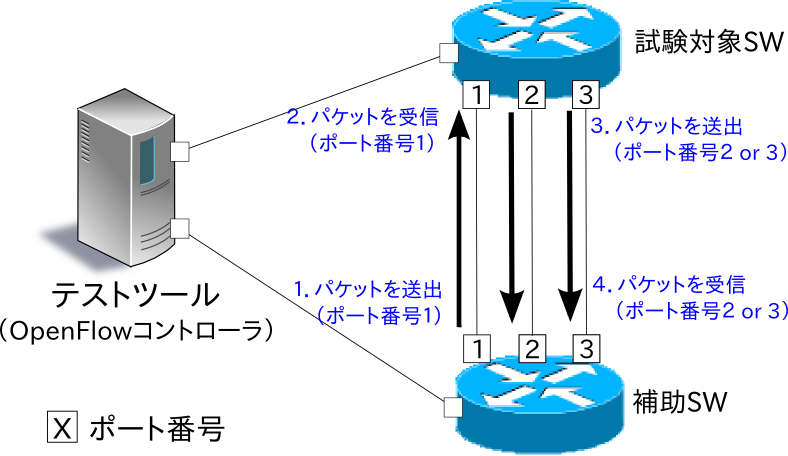 試験対象SW
1
2
3
2. パケットを受信
(ポート番号1)
3. パケットを送出
(ポート番号2 or 3)
テストツール
(OpenFlowコントローラ)
1. パケットを送出
(ポート番号1)
4. パケットを受信
(ポート番号2 or 3)
1
2
3
補助SW
X ポート番号